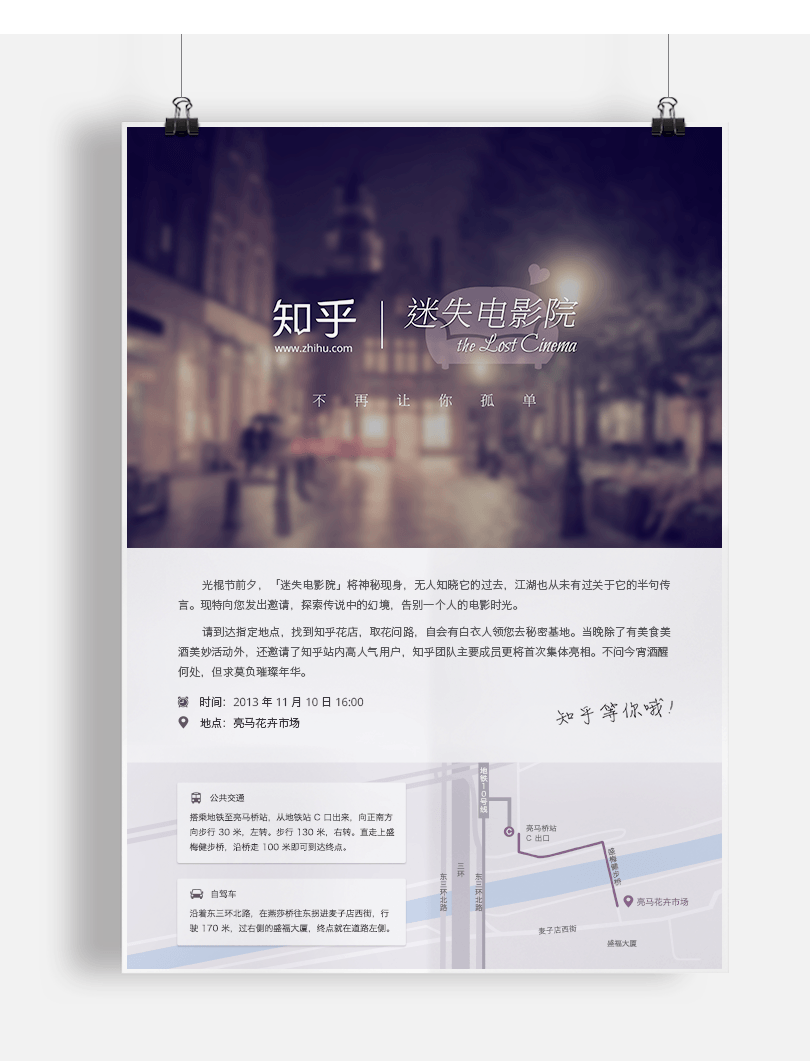 知乎
www.zhihu.com
迷失电影院
the Lost Cinema
不再让你孤单
光棍节前夕，「迷失电影院」将神秘现身，无人知晓它的过去，江湖也从未有过关于它的半句传
言。现特向您发出邀请，探索传说中的幻境，告别一个人的电影时光。
请到达指定地点，找到知乎花店，取花问路，自会有白衣人领您去秘密基地。当晚除了有美食美
酒美妙活动外，还邀请了知乎站内高人气用户，知乎团队主要成员更将首次集体亮相。不问今宵酒醒
何处，但求莫负璀璨年华。
时间：2013 年 11 月 10 日 16:00
地点：亮马花卉市场
知乎等你哦！
公共交通
搭乘地铁至亮马桥站，从地铁站 C 口出来，向正南方
向步行 30 米，左转。步行 130 米，右转。直走上盛
梅健步桥，沿桥走 100 米即可到达终点。
自驾车
沿着东三环北路，在燕莎桥往东拐进麦子店西街，行
驶 170 米，过右侧的盛福大厦，终点就在道路左侧。
地铁10号线
C
亮马桥站
C 出口
三环
东三环北路
东三环北路
盛梅健步桥
亮马花卉市场
麦子店西街
盛福大厦